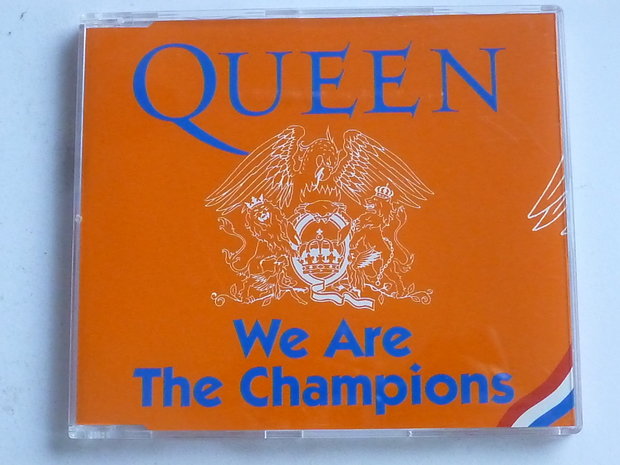 QUEEN
We Are
The Champions